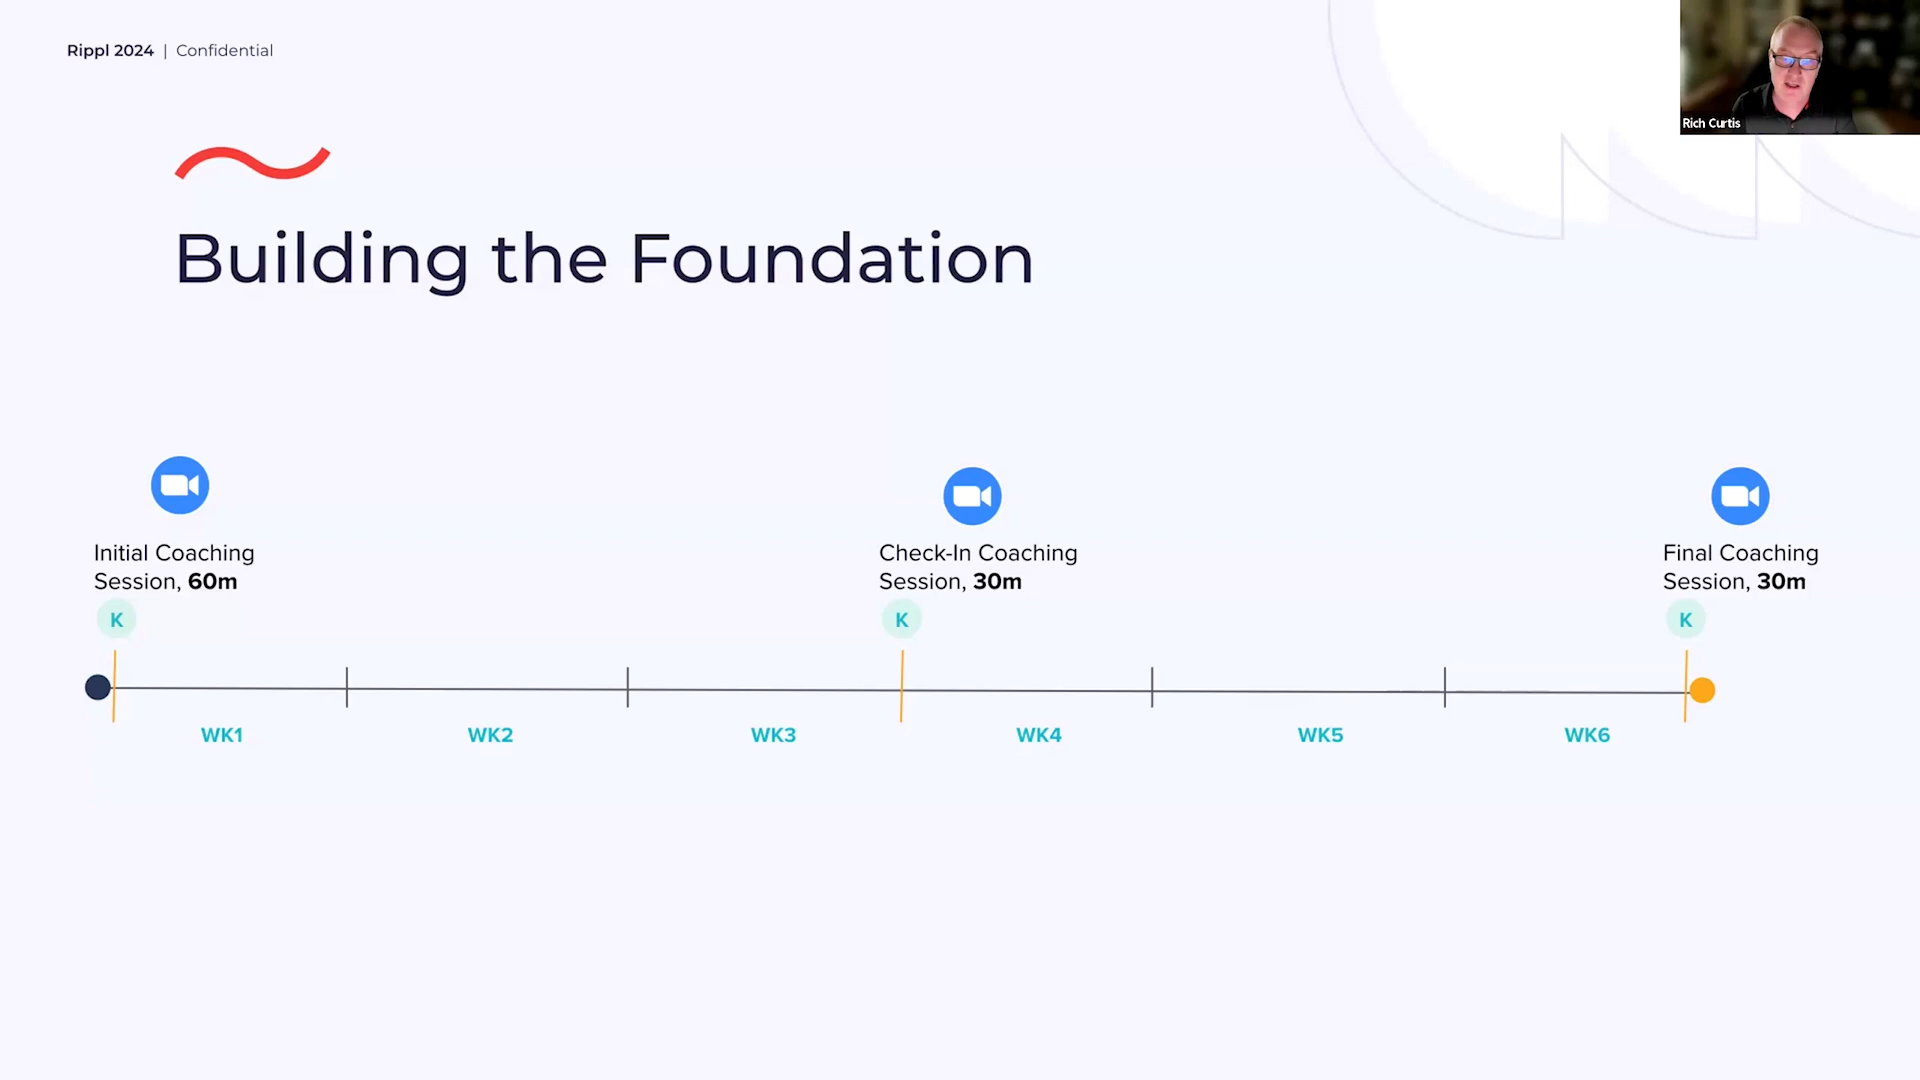 Rippl 2024 | Confidential
Rich Curtis
Building the Foundation
Initial Coaching
Session, 60m
K
Check-In Coaching
Session, 30m
K
Final Coaching
Session, 30m
K
WK1
WK2
WK3
WK4
WK5
WK6